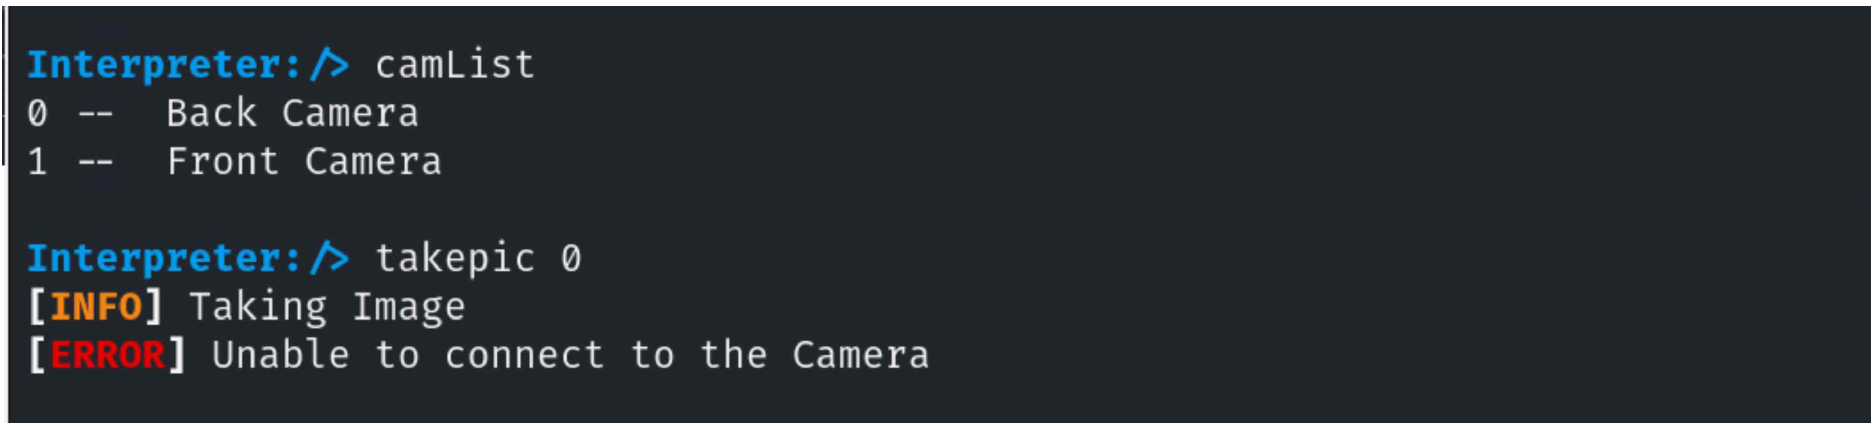 Interpreter:/> camList
0 --  Back Camera
1 --  Front Camera
Interpreter:/> takepic 0
[INFO] Taking Image
[ERROR] Unable to connect to the Camera